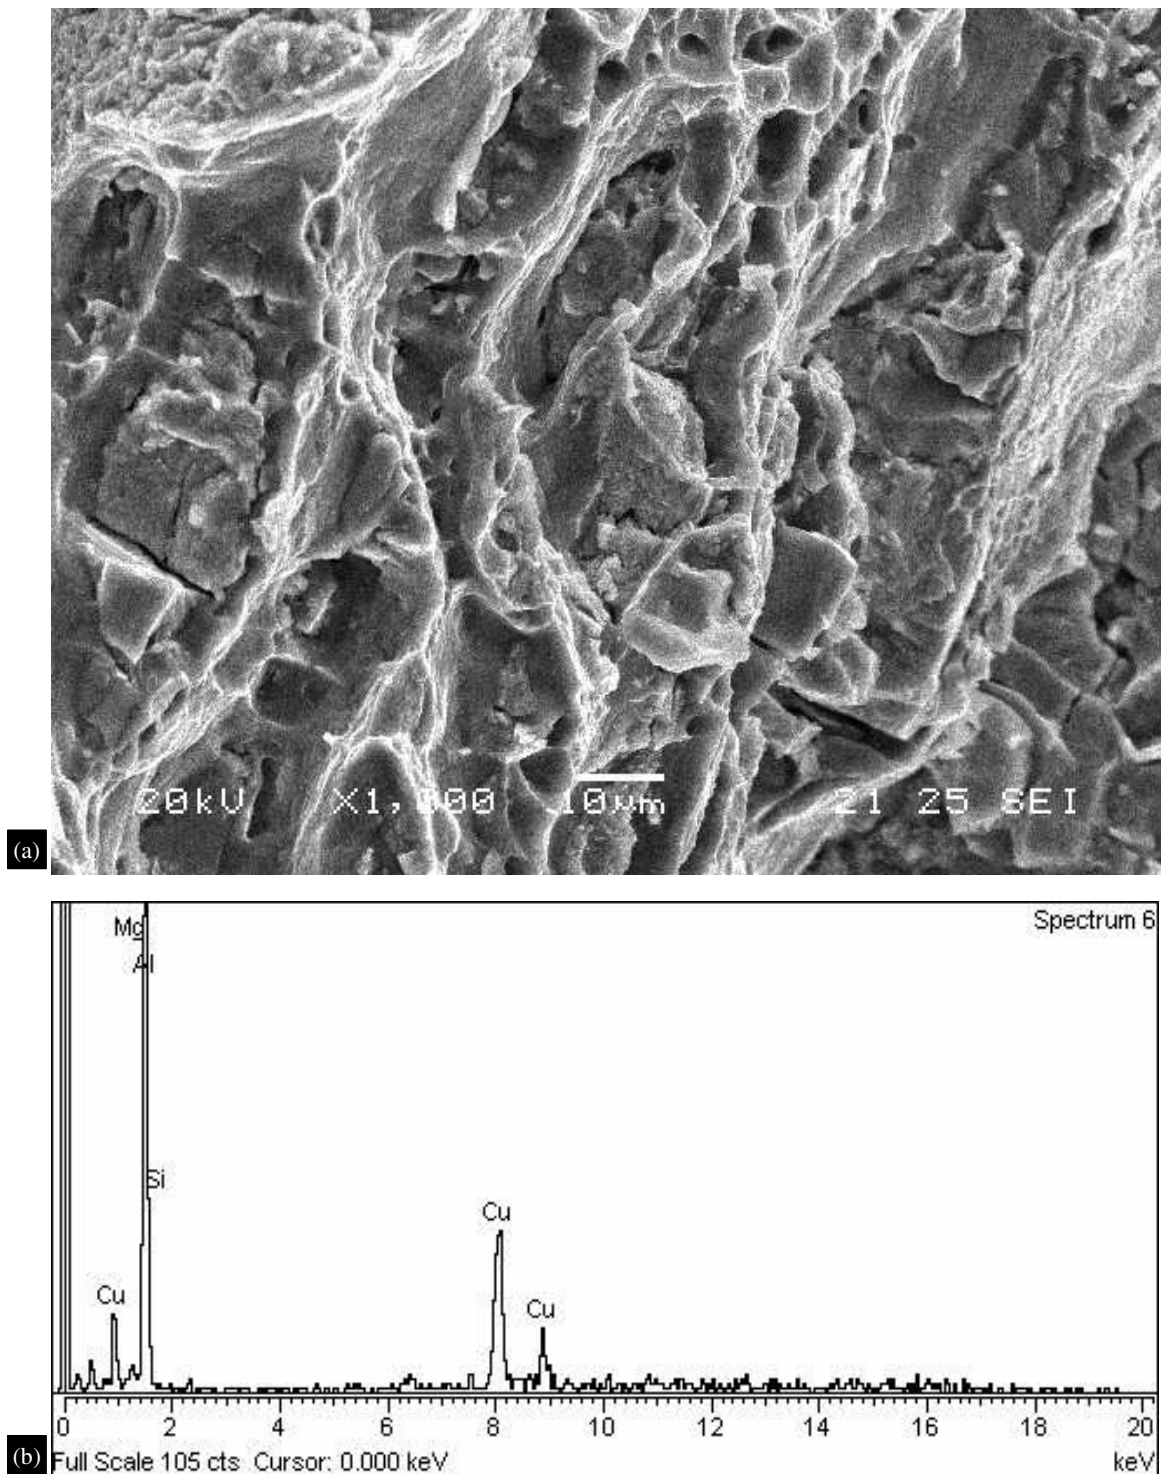 20kV X1,000 10μm 21 25 SEI
(a)
Spectrum 6
Mg
Al
Si
Cu
Cu
Cu
0 2 4 6 8 10 12 14 16 18 20
(b)
Full Scale 105 cts Cursor: 0.000 keV keV